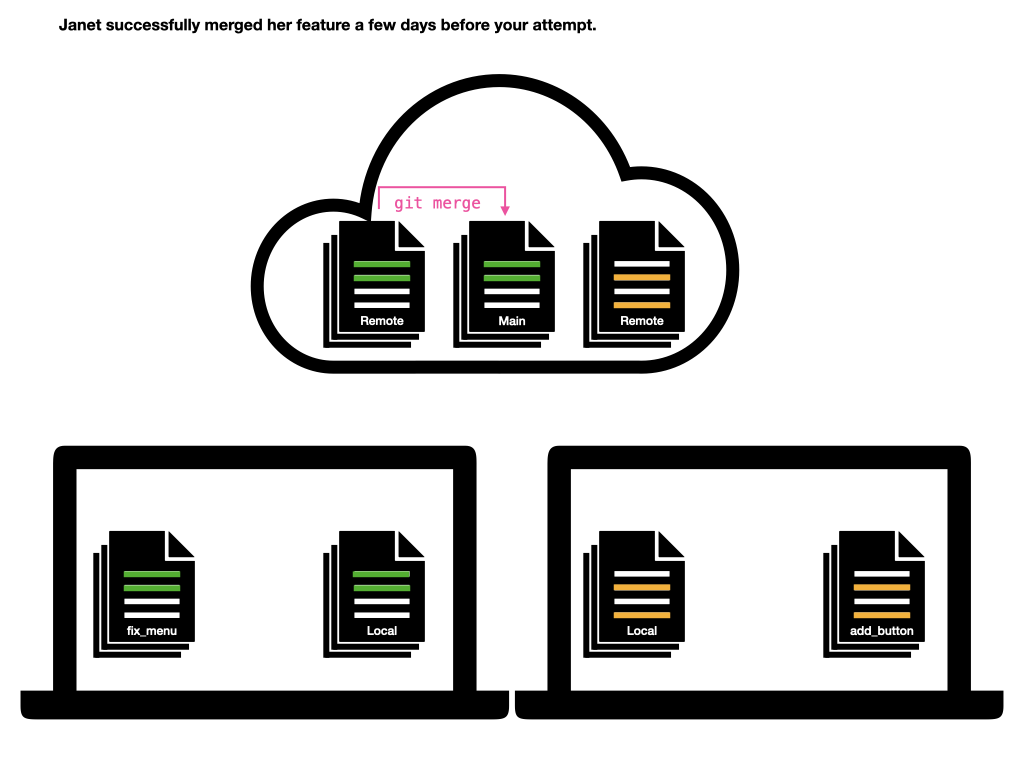 Janet successfully merged her feature a few days before your attempt.
git merge
Remote
Main
Remote
fix_menu
Local
Local
add_button